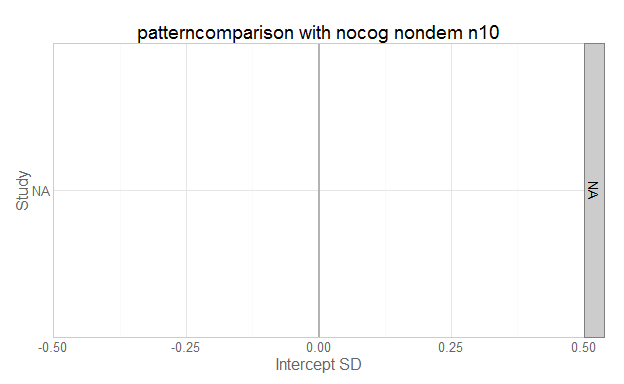 patterncomparison with nocog nondem n10
Study
NA
NA
-0.50
-0.25
0.00
0.25
0.50
Intercept SD